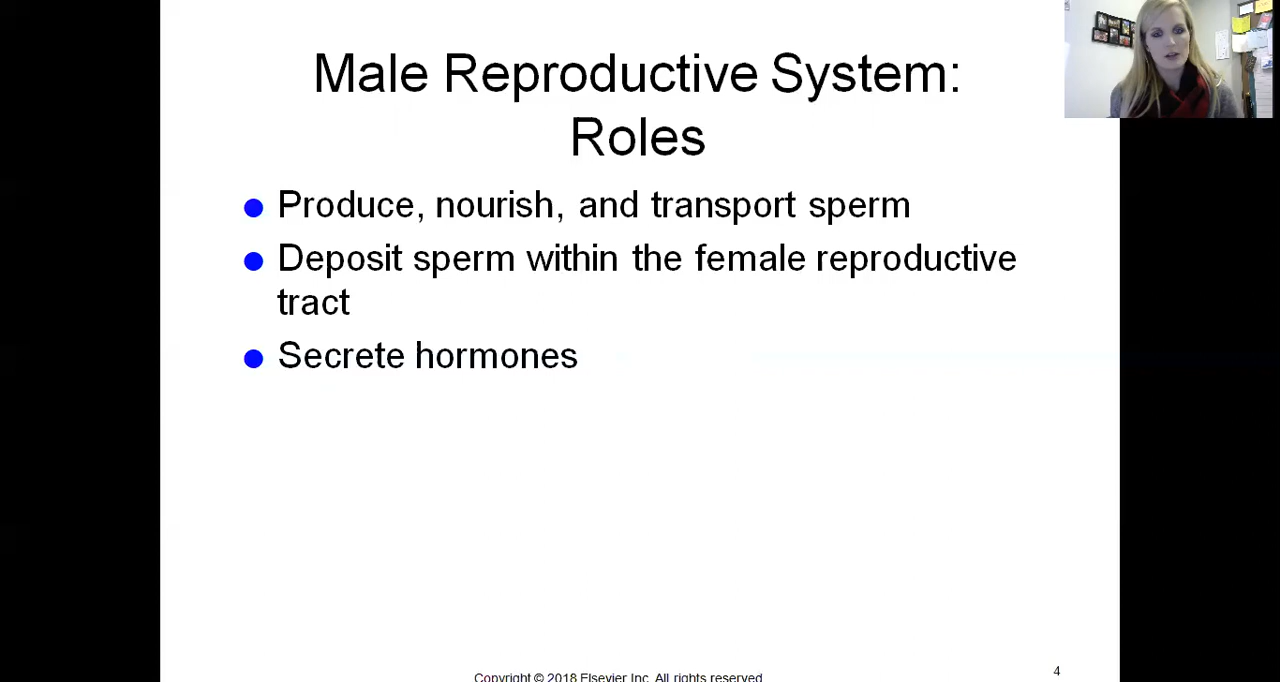 Male Reproductive System:
Roles
Produce, nourish, and transport sperm
Deposit sperm within the female reproductive
tract
Secrete hormones
Copyright © 2018 Elsevier Inc. All rights reserved
4